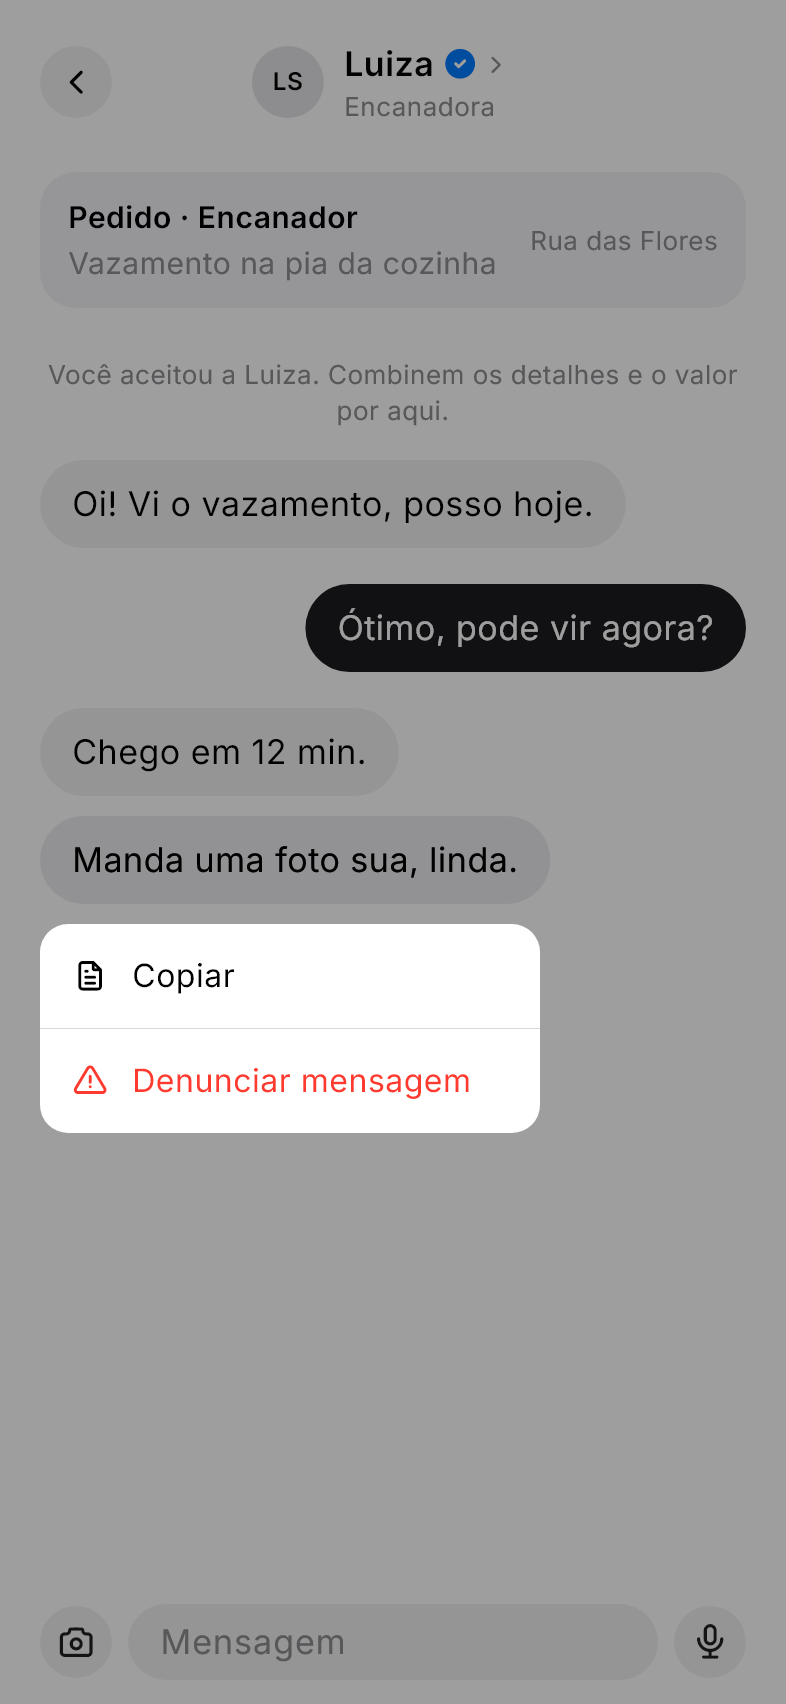 LS
Luiza
Encanadora
Pedido · Encanador
Vazamento na pia da cozinha
Rua das Flores
Você aceitou a Luiza. Combinem os detalhes e o valor
por aqui.
Oi! Vi o vazamento, posso hoje.
Ótimo, pode vir agora?
Chego em 12 min.
Manda uma foto sua, linda.
Copiar
Denunciar mensagem
Mensagem